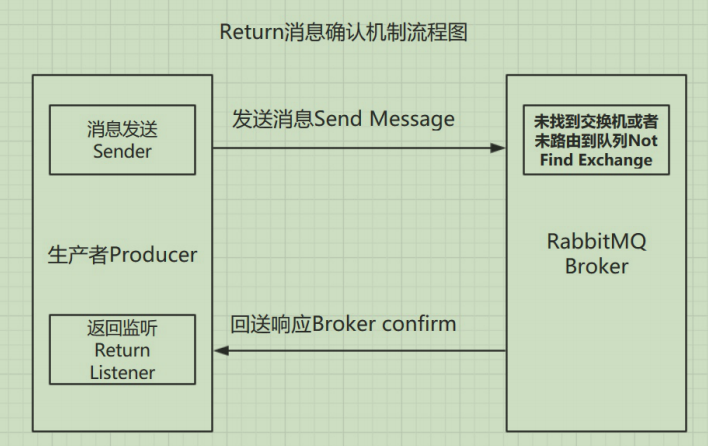 Return消息确认机制流程图
消息发送
Sender
发送消息Send Message
未找到交换机或者
未路由到队列Not
Find Exchange
生产者Producer
RabbitMQ
Broker
返回监听
Return
Listener
回送响应Broker confirm